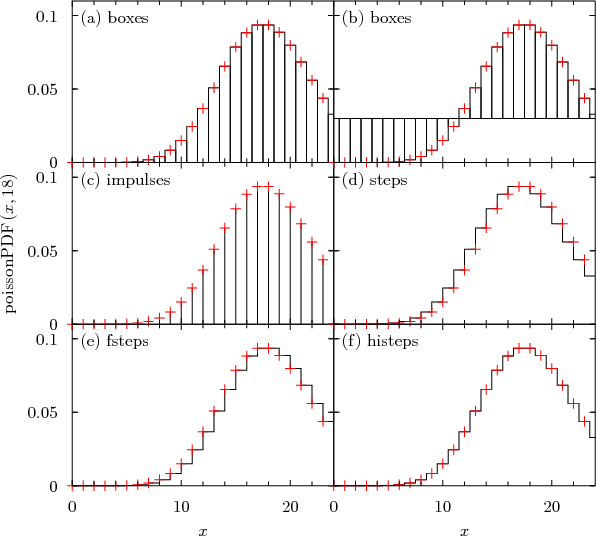 (a) boxes
(b) boxes
0.1
0.05
0
(c) impulses
(d) steps
0.1
0.05
0
(e) fsteps
(f) histeps
0.1
0.05
0
poissonPDF(x,18)
0 10 20 0 10 20
x x